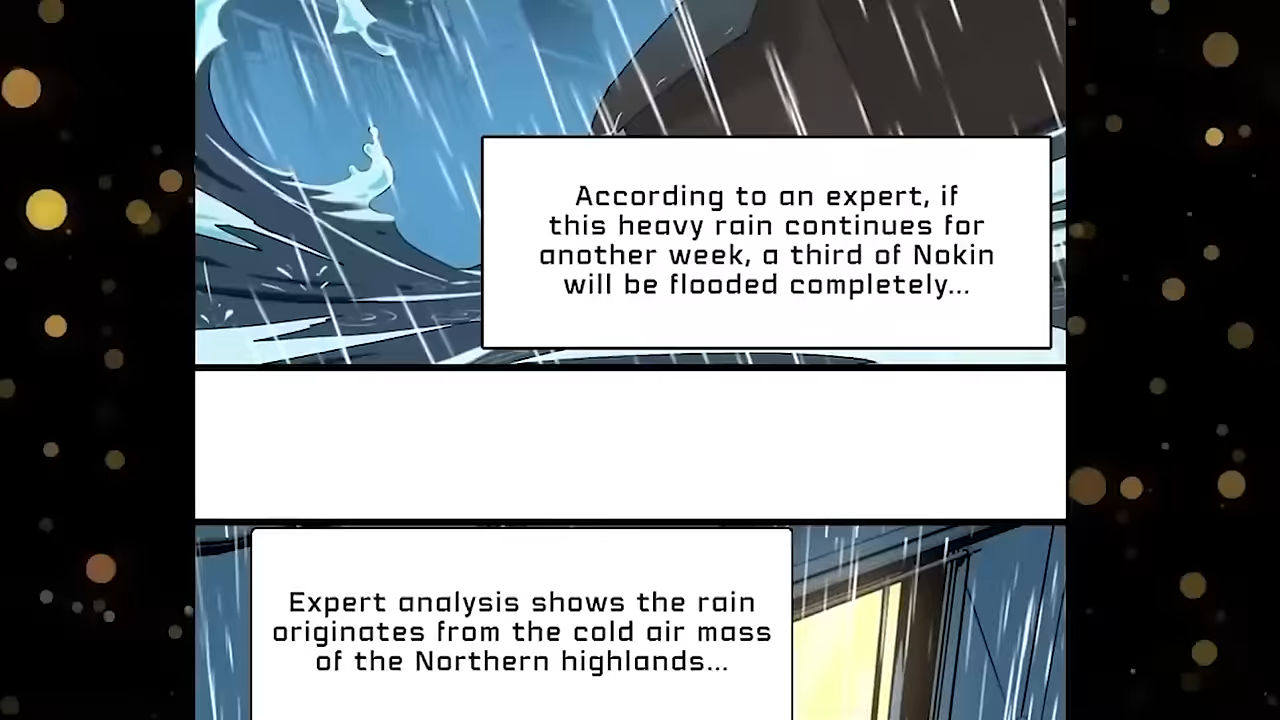 According to an expert, if
this heavy rain continues for
another week, a third of Nokin
will be flooded completely...
Expert analysis shows the rain
originates from the cold air mass
of the Northern highlands...